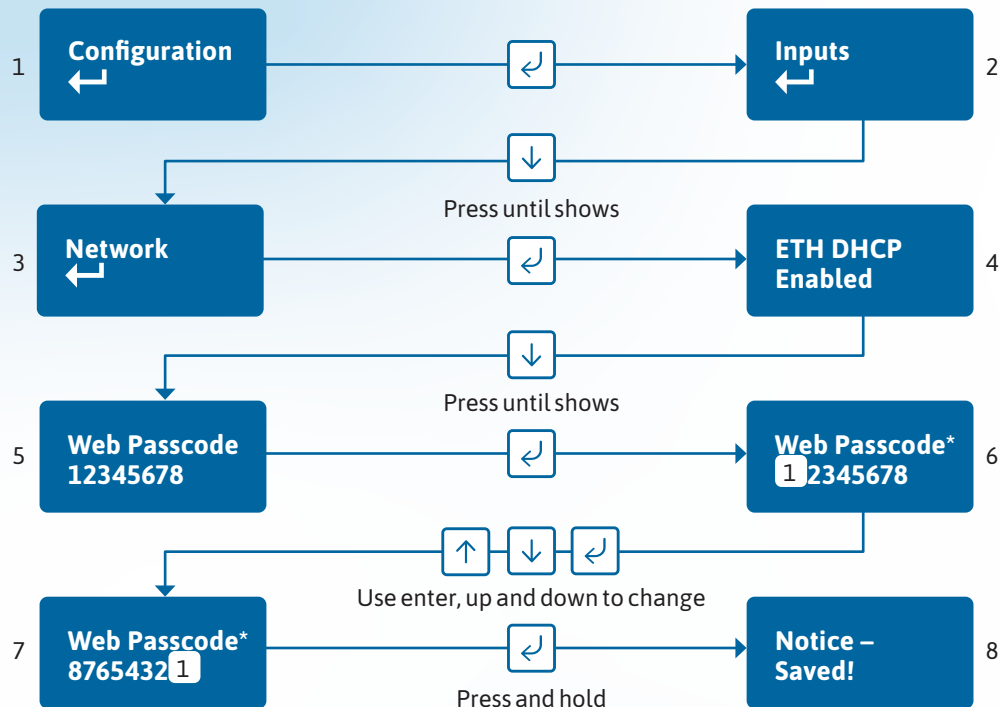 1
Configuration
Inputs
2
Press until shows
3
Network
ETH DHCP
Enabled
4
Press until shows
5
Web Passcode
12345678
Web Passcode*
12345678
6
Use enter, up and down to change
7
Web Passcode*
87654321
Notice –
Saved!
8
Press and hold